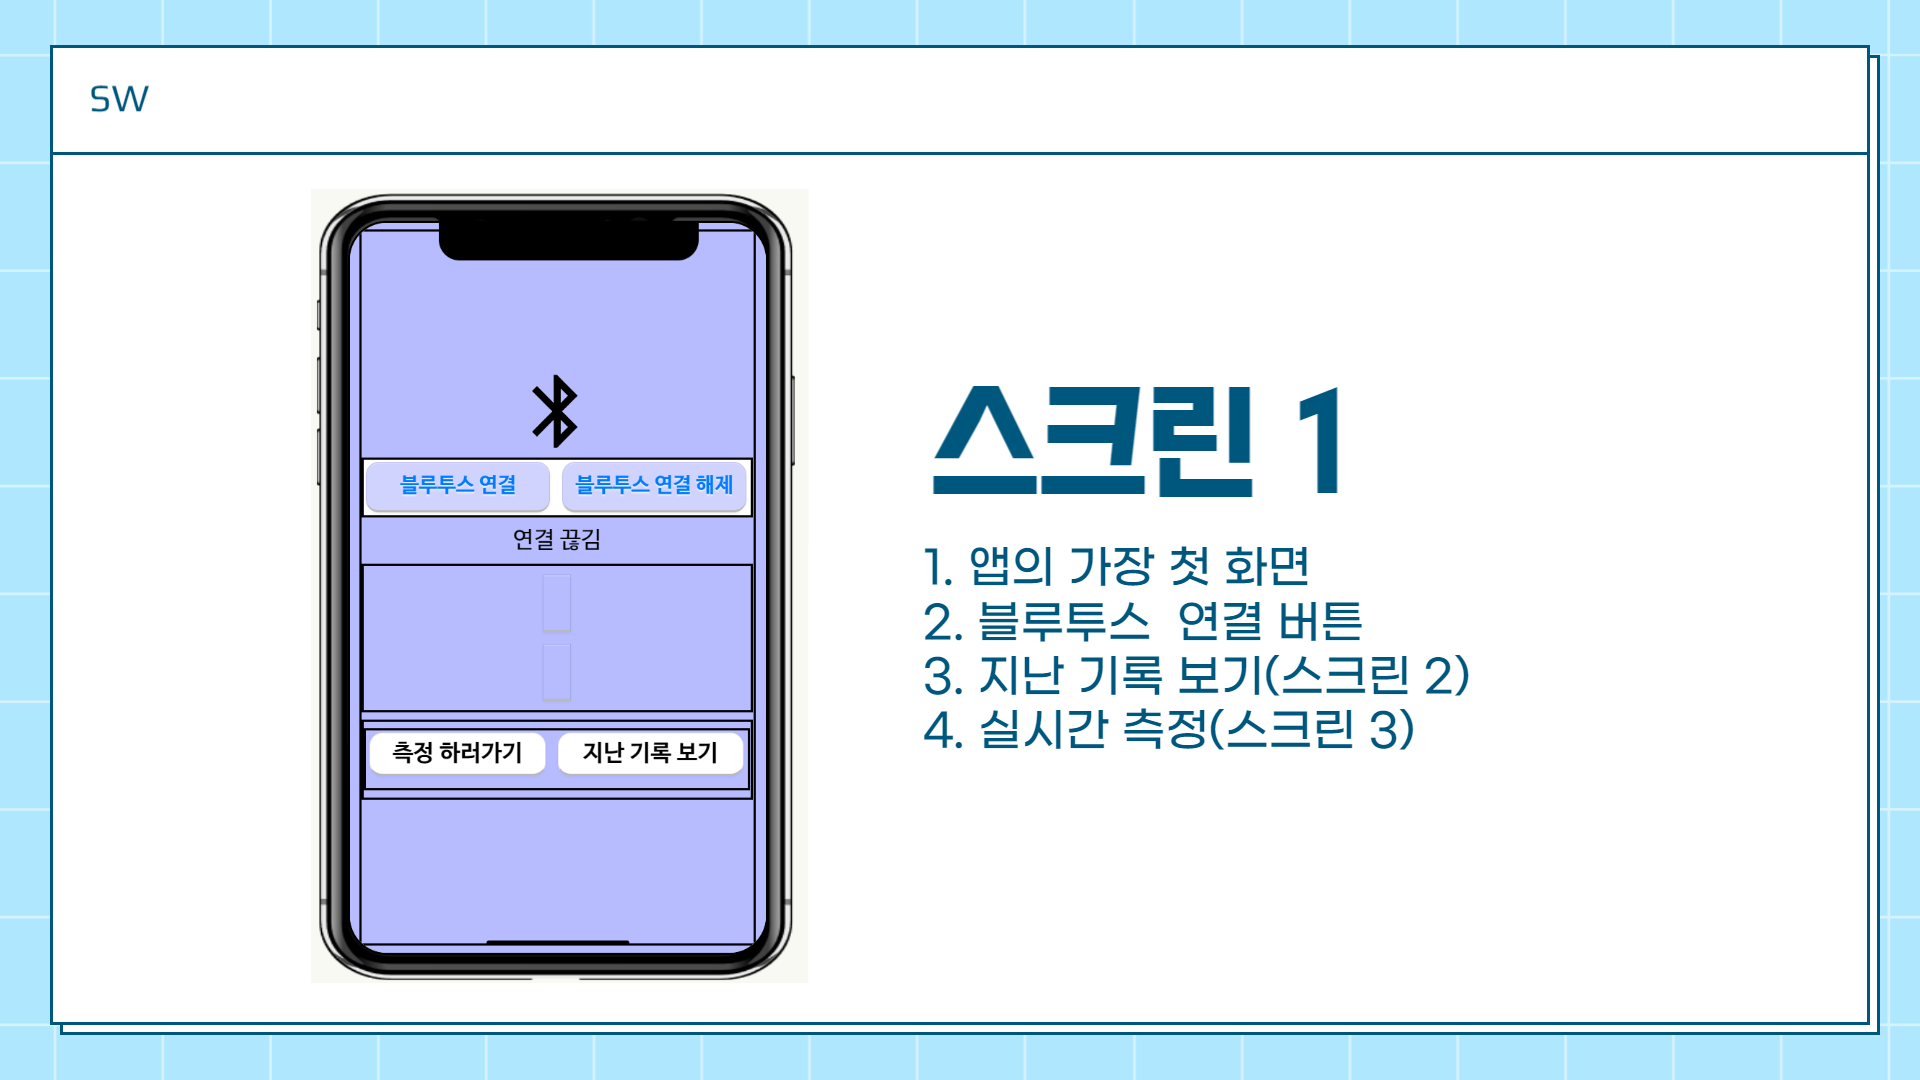 SW
블루투스 연결
블루투스 연결 해제
연결 끊김
측정 하러가기
지난 기록 보기
스크린 1
1. 앱의 가장 첫 화면
2. 블루투스  연결 버튼
3. 지난 기록 보기(스크린 2)
4. 실시간 측정(스크린 3)